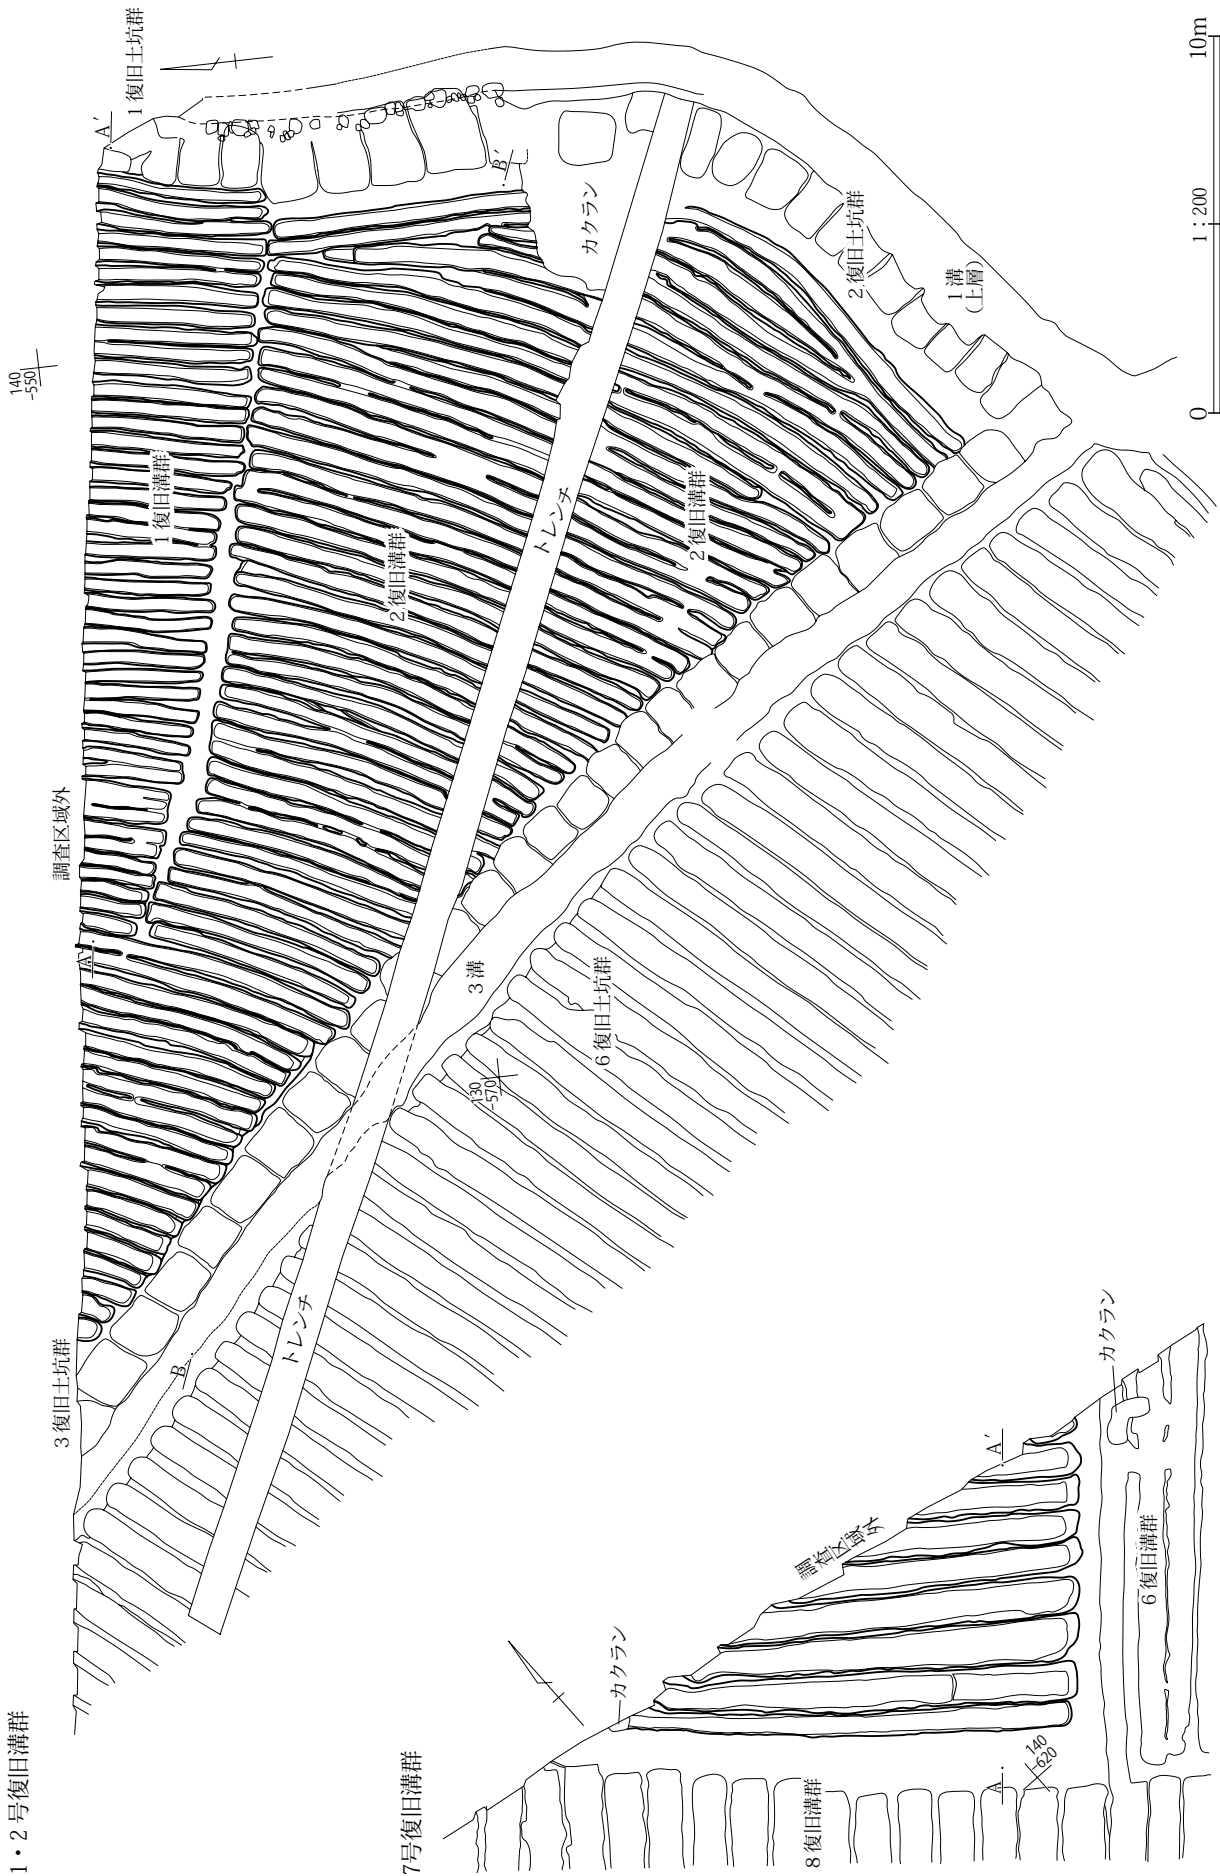 1・2号復旧溝群
3復旧土坑群
調査区域外
140
-550
1復旧土坑群
A
A´
1復旧溝群
2復旧溝群
B
B´
カクラン
トレンチ
トレンチ
2復旧溝群
2復旧土坑群
1溝
(上層)
3溝
130
-570
6復旧土坑群
7号復旧溝群
カクラン
調査区域外
A
A´
カクラン
8復旧溝群
140
-620
6復旧溝群
0
1:200
10m